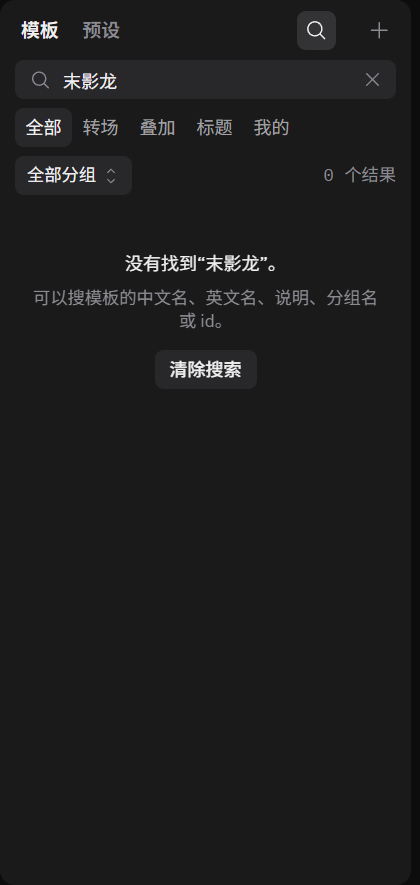 模板 预设
末影龙
全部 转场 叠加 标题 我的
全部分组 0 个结果
没有找到“末影龙”。
可以搜模板的中文名、英文名、说明、分组名
或 id。
清除搜索